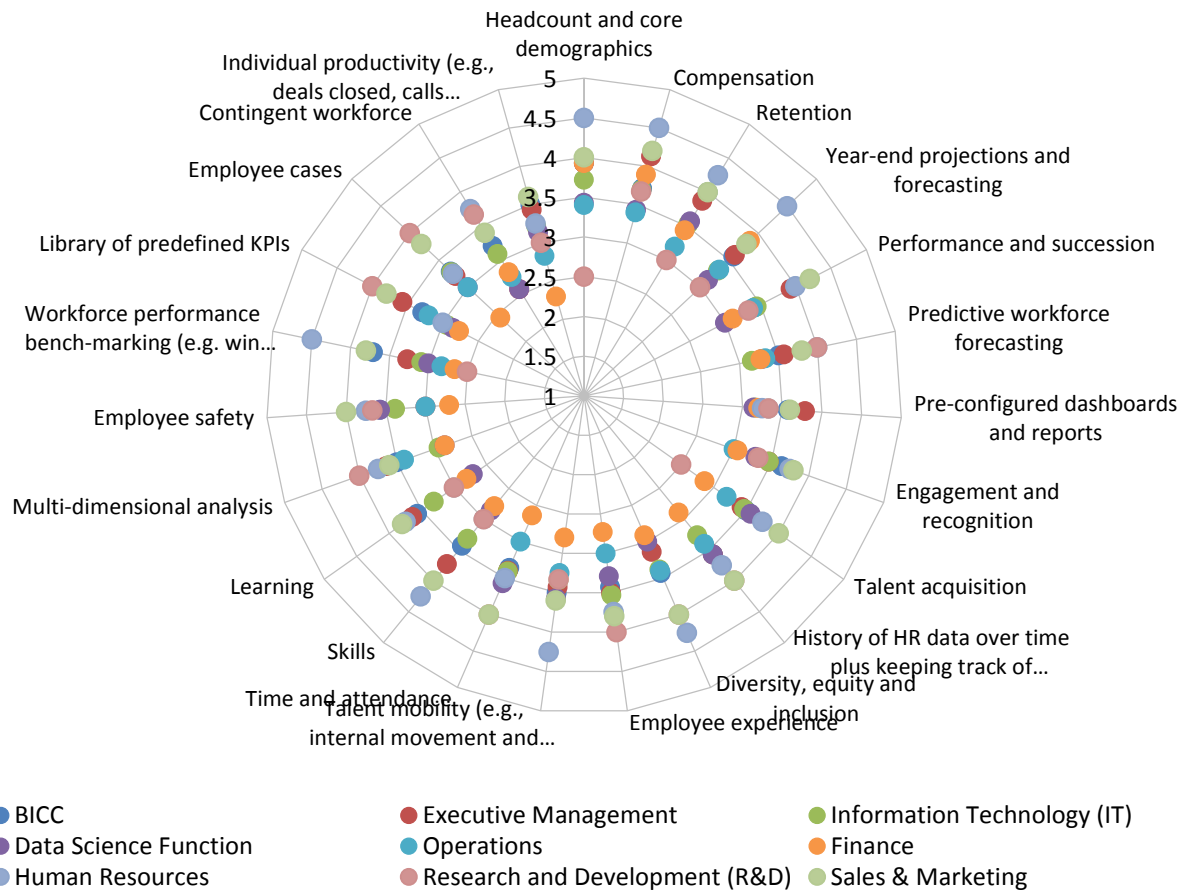 Headcount and core
demographics
Individual productivity (e.g.,
deals closed, calls…
Compensation
Contingent workforce
Retention
Employee cases
Year-end projections and
forecasting
Library of predefined KPIs
Performance and succession
Workforce performance
bench-marking (e.g. win…
Predictive workforce
forecasting
Employee safety
Pre-configured dashboards
and reports
Multi-dimensional analysis
Engagement and
recognition
Learning
Talent acquisition
Skills
History of HR data over time
plus keeping track of…
Time and attendance
Diversity, equity and
inclusion
Talent mobility (e.g.,
internal movement and…
Employee experience
5
4.5
4
3.5
3
2.5
2
1.5
1
BICC
Executive Management
Information Technology (IT)
Data Science Function
Operations
Finance
Human Resources
Research and Development (R&D)
Sales & Marketing